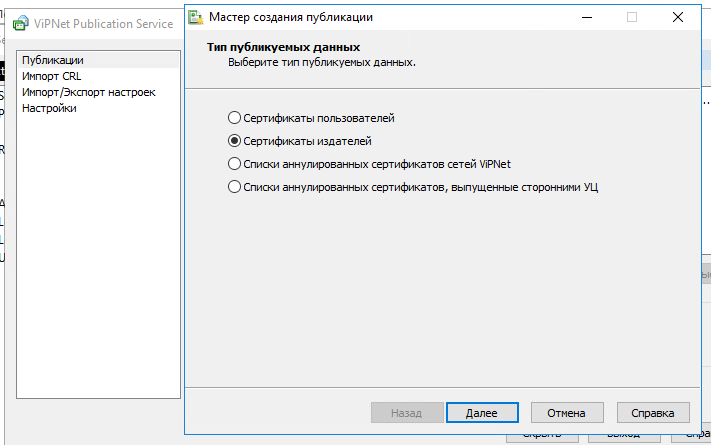 ViPNet Publication Service
Публикации
Импорт CRL
Импорт/Экспорт настроек
Настройки
Мастер создания публикации
Тип публикуемых данных
Выберите тип публикуемых данных.
Сертификаты пользователей
Сертификаты издателей
Списки аннулированных сертификатов сетей ViPNet
Списки аннулированных сертификатов, выпущенные сторонними УЦ
Назад
Далее
Отмена
Справка